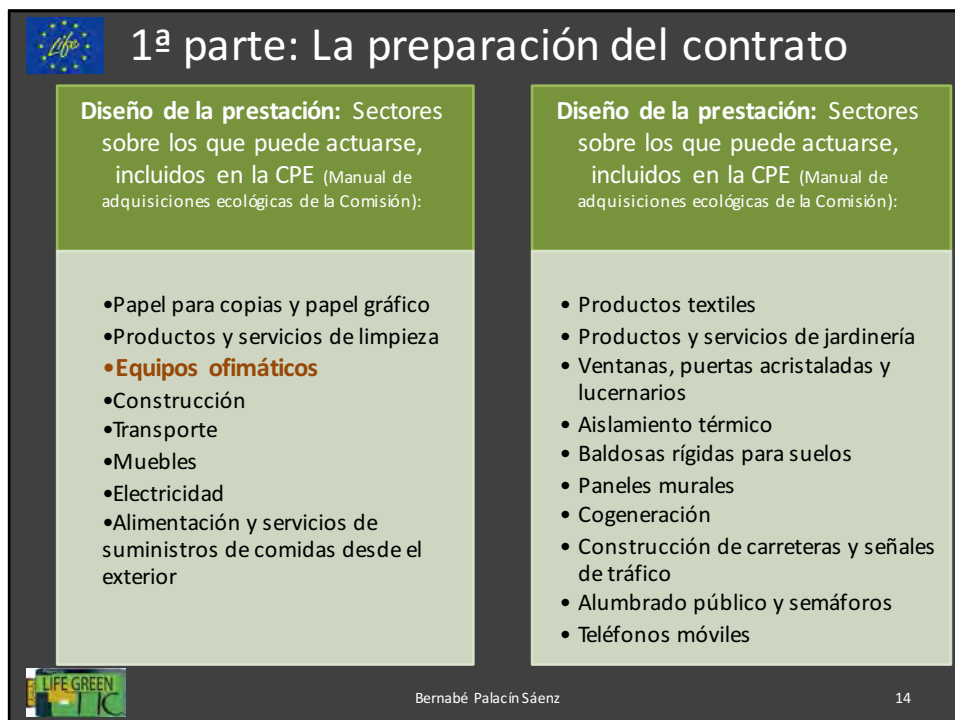 Life
1ª parte: La preparación del contrato
Diseño de la prestación: Sectores
sobre los que puede actuarse,
incluidos en la CPE (Manual de
adquisiciones ecológicas de la Comisión):
•Papel para copias y papel gráfico
•Productos y servicios de limpieza
•Equipos ofimáticos
•Construcción
•Transporte
•Muebles
•Electricidad
•Alimentación y servicios de
suministros de comidas desde el
exterior
Diseño de la prestación: Sectores
sobre los que puede actuarse,
incluidos en la CPE (Manual de
adquisiciones ecológicas de la Comisión):
• Productos textiles
• Productos y servicios de jardinería
• Ventanas, puertas acristaladas y
lucernarios
• Aislamiento térmico
• Baldosas rígidas para suelos
• Paneles murales
• Cogeneración
• Construcción de carreteras y señales
de tráfico
• Alumbrado público y semáforos
• Teléfonos móviles
LIFE GREEN
TIC
Bernabé Palacín Sáenz
14